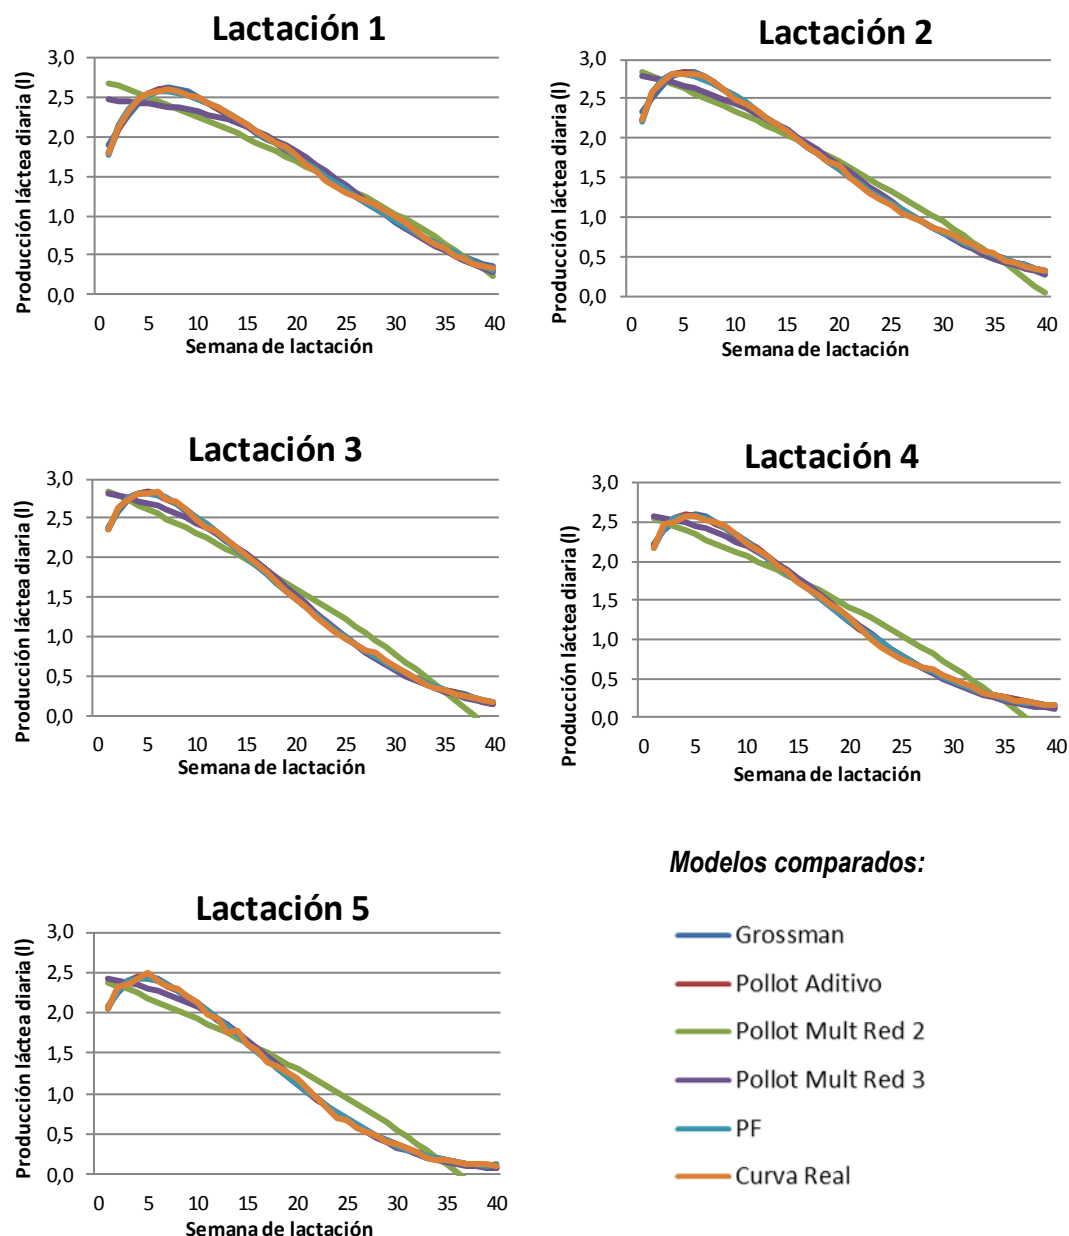 Lactación 1
Producción láctea diaria (l)
3,0
2,5
2,0
1,5
1,0
0,5
0,0
0 5 10 15 20 25 30 35 40
Semana de lactación
Lactación 2
Producción láctea diaria (l)
3,0
2,5
2,0
1,5
1,0
0,5
0,0
0 5 10 15 20 25 30 35 40
Semana de lactación
Lactación 3
Producción láctea diaria (l)
3,0
2,5
2,0
1,5
1,0
0,5
0,0
0 5 10 15 20 25 30 35 40
Semana de lactación
Lactación 4
Producción láctea diaria (l)
3,0
2,5
2,0
1,5
1,0
0,5
0,0
0 5 10 15 20 25 30 35 40
Semana de lactación
Lactación 5
Producción láctea diaria (l)
3,0
2,5
2,0
1,5
1,0
0,5
0,0
0 5 10 15 20 25 30 35 40
Semana de lactación
Modelos comparados:
Grossman
Pollot Aditivo
Pollot Mult Red 2
Pollot Mult Red 3
PF
Curva Real